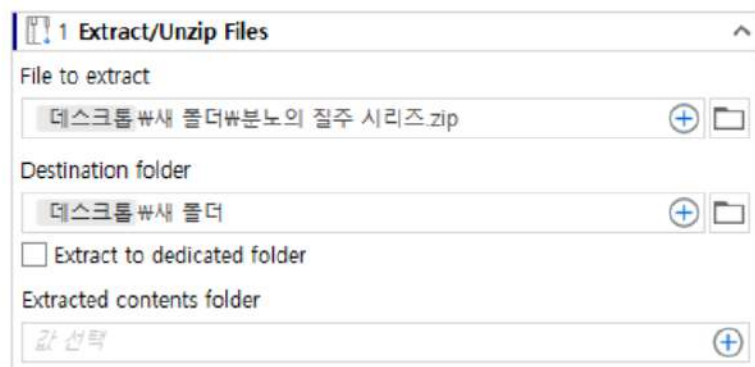 1 Extract/Unzip Files
File to extract
데스크톱₩새 폴더₩분노의 질주 시리즈.zip
Destination folder
데스크톱₩새 폴더
Extract to dedicated folder
Extracted contents folder
값 선택